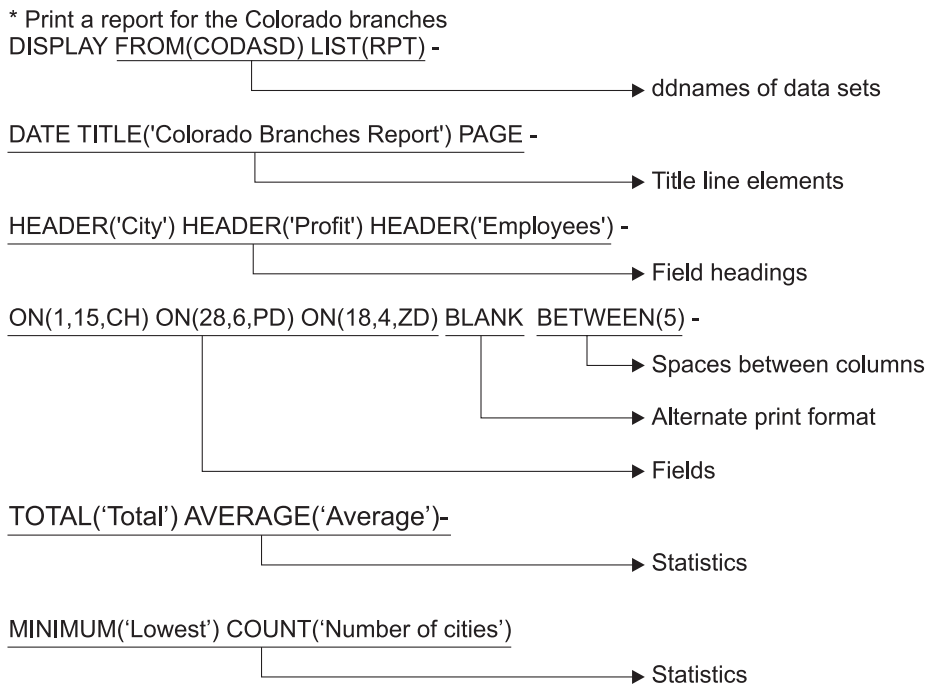 * Print a report for the Colorado branches
DISPLAY FROM(CODASD) LIST(RPT) -
ddnames of data sets
DATE TITLE('Colorado Branches Report') PAGE -
Title line elements
HEADER('City') HEADER('Profit') HEADER('Employees') -
Field headings
ON(1,15,CH) ON(28,6,PD) ON(18,4,ZD) BLANK BETWEEN(5) -
Spaces between columns
Alternate print format
Fields
TOTAL(‘Total’) AVERAGE(‘Average’)-
Statistics
MINIMUM(‘Lowest’) COUNT(‘Number of cities’)
Statistics